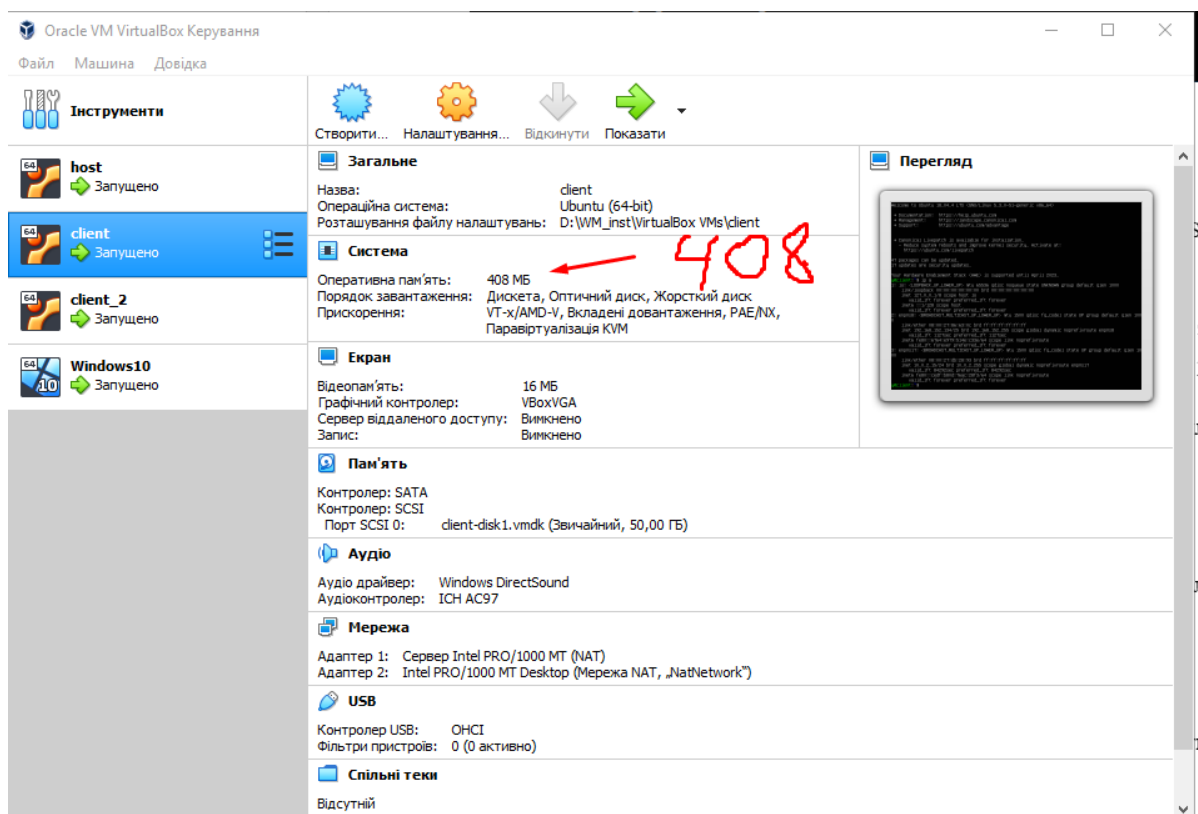 Oracle VM VirtualBox Керування
Файл Машина Довідка
Інструменти
Створити... Налаштування... Відкинути Показати
64 host
Запущено
64 client
Запущено
64 client_2
Запущено
64 10 Windows10
Запущено
Загальне
Назва: client
Операційна система: Ubuntu (64-bit)
Розташування файлу налаштувань: D:\WM_inst\VirtualBox VMs\client
Система
408
Оперативна пам'ять: 408 МБ
Порядок завантаження: Дискета, Оптичний диск, Жорсткий диск
Прискорення: VT-x/AMD-V, Вкладені довантаження, PAE/NX,
Паравіртуалізація KVM
Екран
Відеопам'ять: 16 МБ
Графічний контролер: VBoxVGA
Сервер віддаленого доступу: Вимкнено
Запис: Вимкнено
Пам'ять
Контролер: SATA
Контролер: SCSI
Порт SCSI 0: client-disk1.vmdk (Звичайний, 50,00 ГБ)
Аудіо
Аудіо драйвер: Windows DirectSound
Аудіоконтролер: ICH AC97
Мережа
Адаптер 1: Сервер Intel PRO/1000 MT (NAT)
Адаптер 2: Intel PRO/1000 MT Desktop (Мережа NAT, „NatNetwork“)
USB
Контролер USB: OHCI
Фільтри пристроїв: 0 (0 активно)
Спільні теки
Відсутній
Перегляд